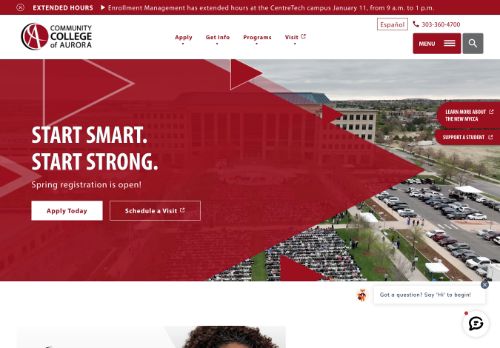 EXTENDED HOURS ▶ Enrollment Management has extended hours at the CentreTech campus January 11, from 9 a.m. to 1 p.m.
Español
303-360-4700
COMMUNITY
COLLEGE
of AURORA
Apply
Get Info
Programs
Visit
MENU
LEARN MORE ABOUT
THE NEW MYCCA
SUPPORT A STUDENT
START SMART.
START STRONG.
Spring registration is open!
Apply Today
Schedule a Visit
Got a question? Say 'Hi' to begin!